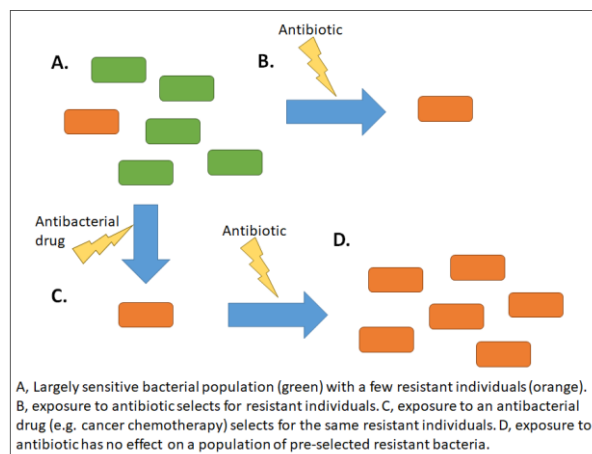 Antibiotic
A.
B.
Antibacterial
drug
Antibiotic
D.
C.
A, Largely sensitive bacterial population (green) with a few resistant individuals (orange).
B, exposure to antibiotic selects for resistant individuals. C, exposure to an antibacterial
drug (e.g. cancer chemotherapy) selects for the same resistant individuals. D, exposure to
antibiotic has no effect on a population of pre-selected resistant bacteria.